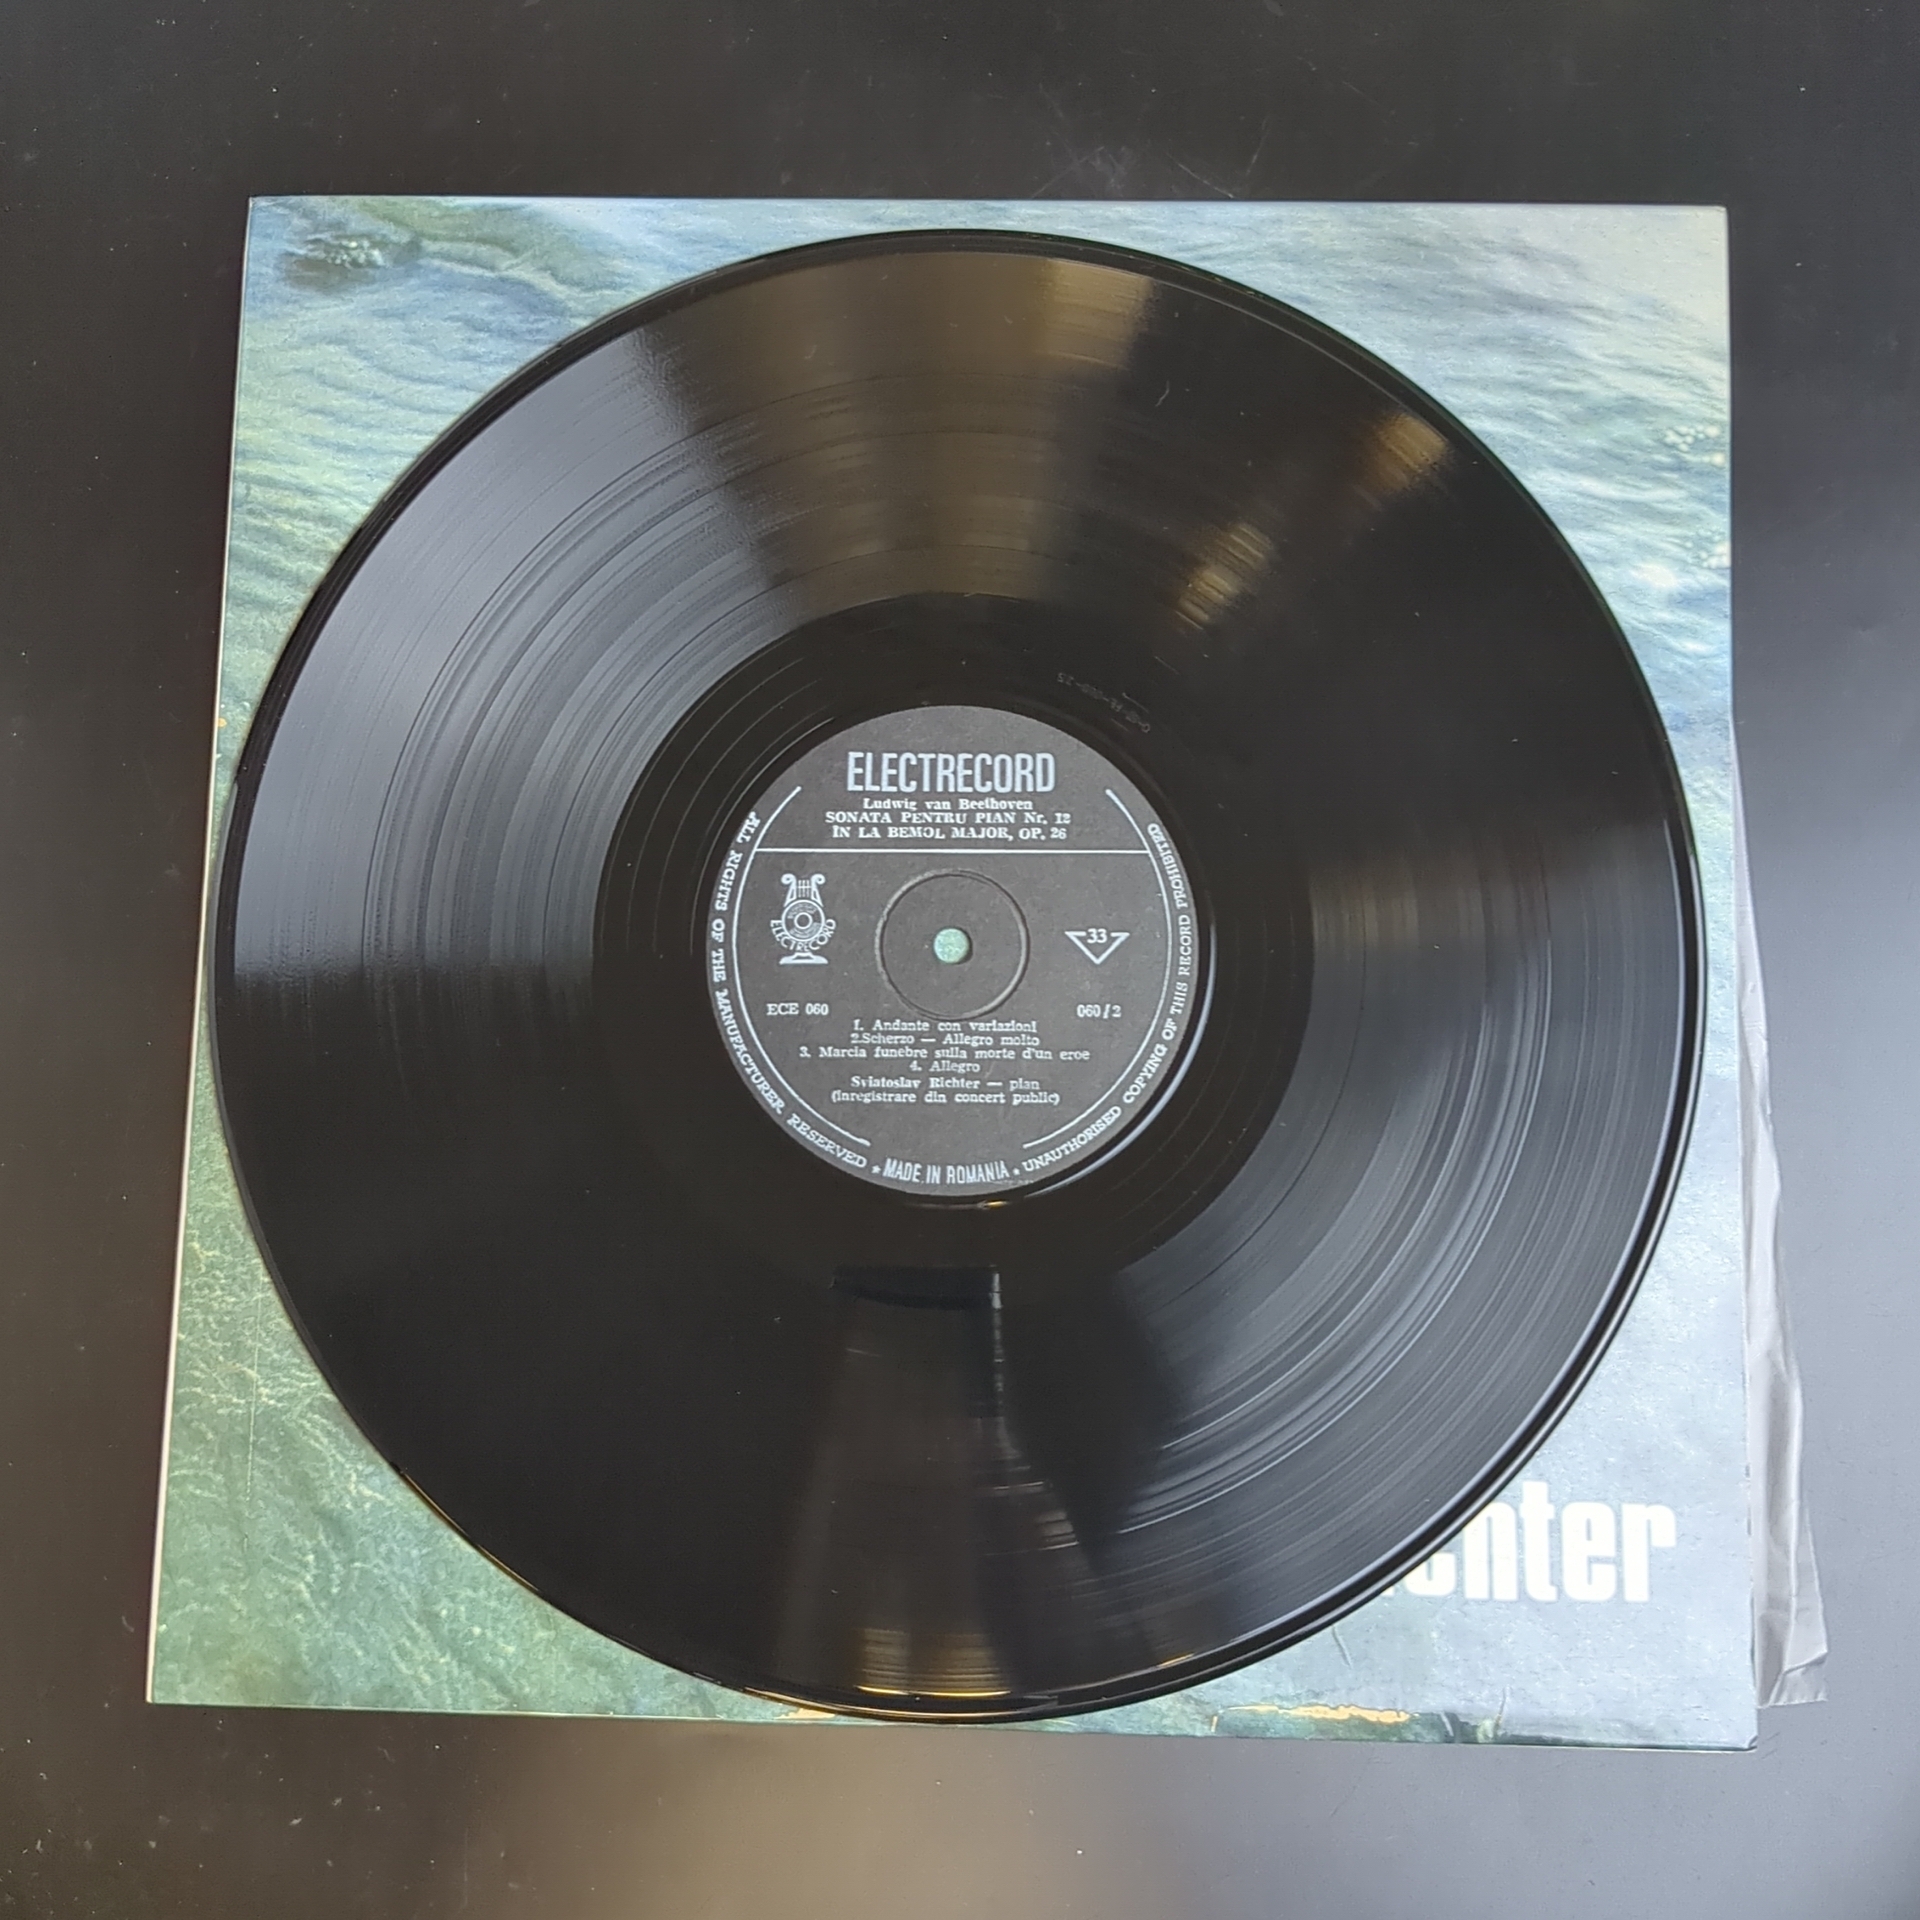 ELECTRECORD
Ludwig van Beethoven
SONATA PENTRU PIAN Nr. 12
ÎN LA BEMOL MAJOR, OP. 26
ELECTRECORD
33
ECE 060
060/2
1. Andante con variazioni
2.Scherzo — Allegro molto
3. Marcia funebre sulla morte d'un eroe
4. Allegro
Sviatoslav Richter — pian
(înregistrare din concert public)
ALL RIGHTS OF THE MANUFACTURER RESERVED * MADE IN ROMANIA * UNAUTHORISED COPYING OF THIS RECORD PROHIBITED
chter